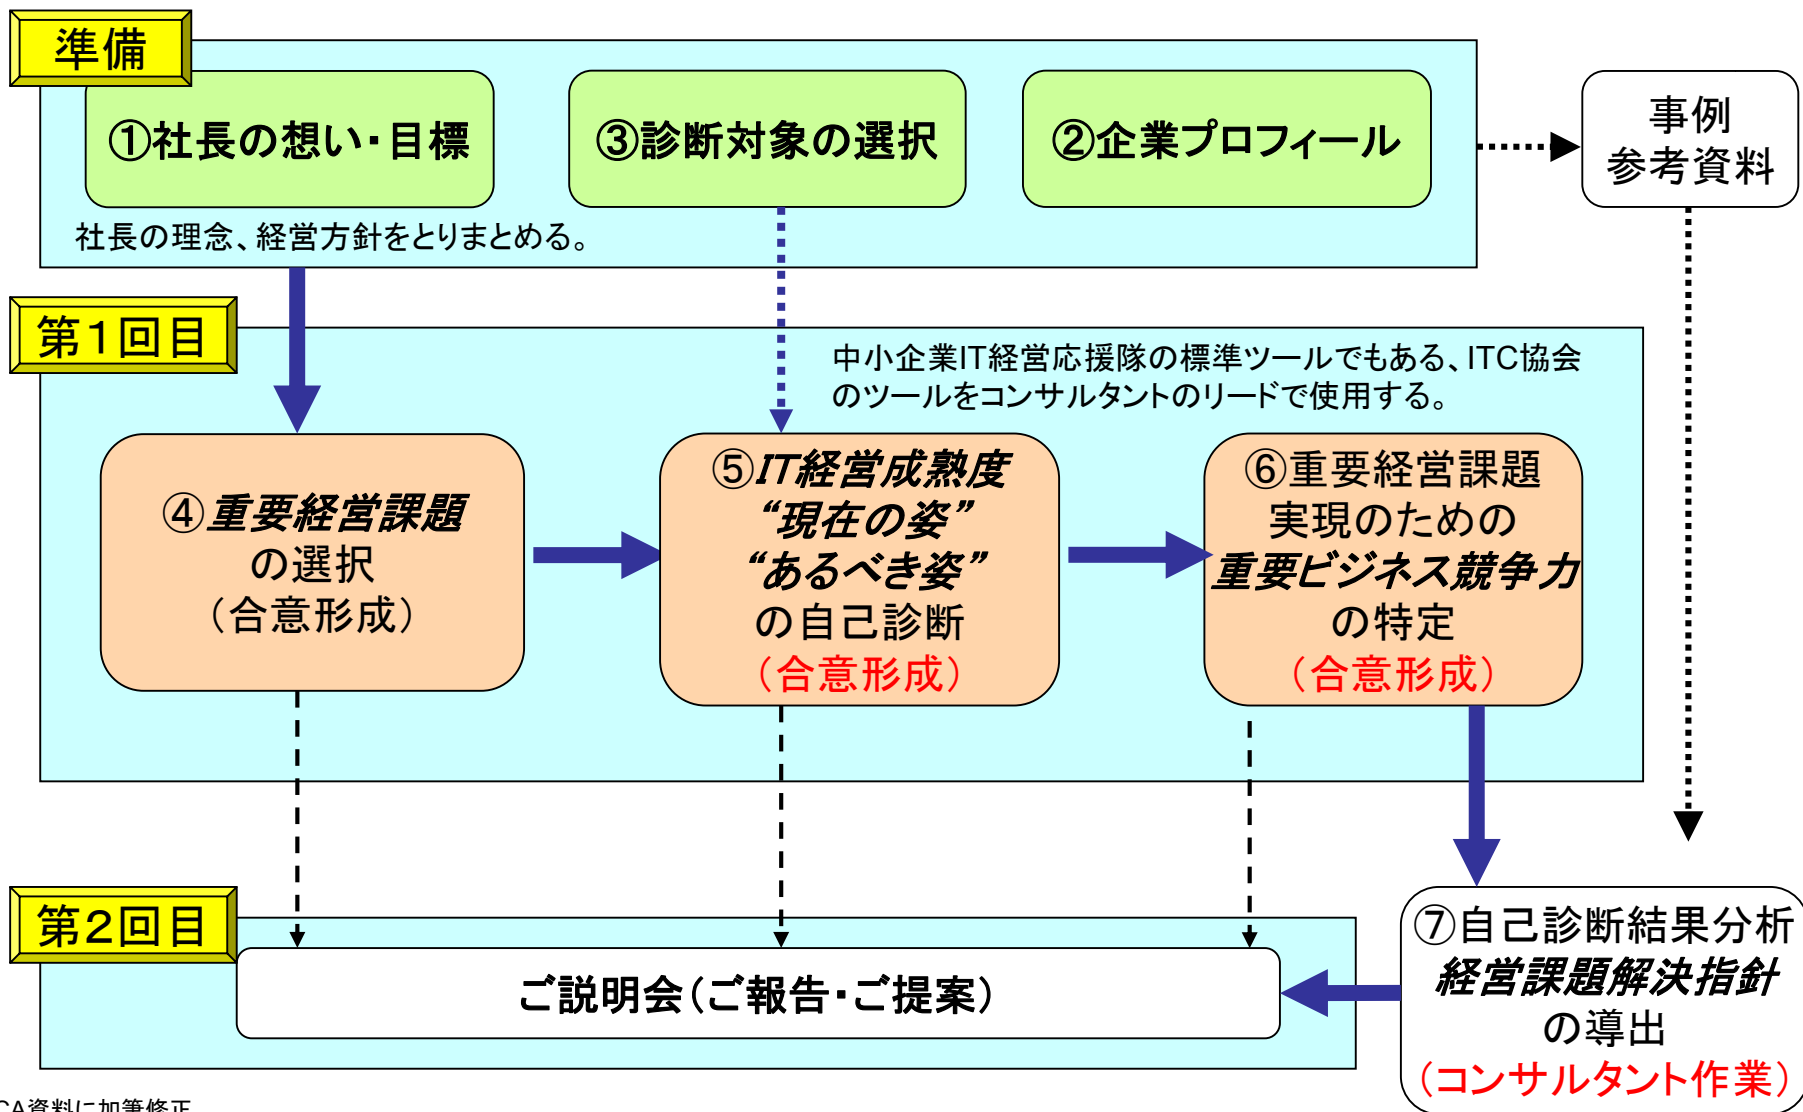 準備
①社長の想い・目標
③診断対象の選択
②企業プロフィール
事例
参考資料
社長の理念、経営方針をとりまとめる。
第1回目
中小企業IT経営応援隊の標準ツールでもある、ITC協会
のツールをコンサルタントのリードで使用する。
④重要経営課題
の選択
（合意形成）
⑤IT経営成熟度
“現在の姿”
“あるべき姿”
の自己診断
（合意形成）
⑥重要経営課題
実現のための
重要ビジネス競争力
の特定
（合意形成）
第2回目
ご説明会（ご報告・ご提案）
⑦自己診断結果分析
経営課題解決指針
の導出
（コンサルタント作業）
CA資料に加筆修正